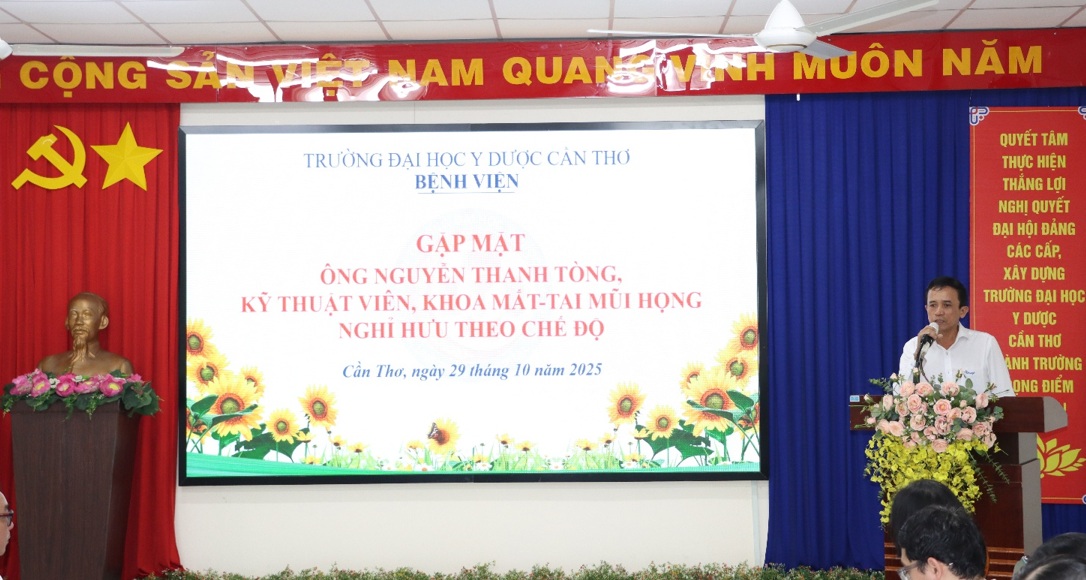 CỘNG SẢN VIỆT NAM QUANG VINH MUÔN NĂM
TRƯỜNG ĐẠI HỌC Y DƯỢC CẦN THƠ
BỆNH VIỆN
GẶP MẶT
ÔNG NGUYỄN THANH TÒNG,
KỸ THUẬT VIÊN, KHOA MẮT-TAI MŨI HỌNG
NGHỈ HƯU THEO CHẾ ĐỘ
Cần Thơ, ngày 29 tháng 10 năm 2025
QUYẾT TÂM
THỰC HIỆN
THẮNG LỢI
NGHỊ QUYẾT
ĐẠI HỘI ĐẢNG
CÁC CẤP,
XÂY DỰNG
TRƯỜNG ĐẠI HỌC
Y DƯỢC
CẦN THƠ
TRƯỜNG
ĐIỂM